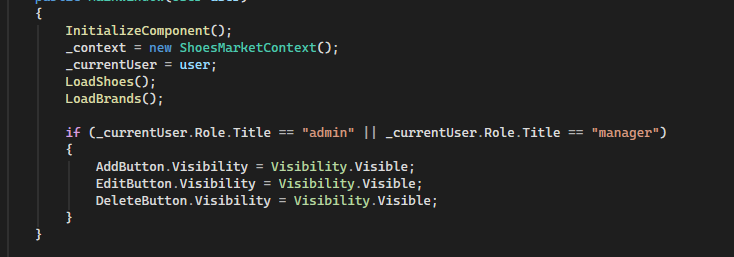 {
InitializeComponent();
_context = new ShoesMarketContext();
_currentUser = user;
LoadShoes();
LoadBrands();
if (_currentUser.Role.Title == "admin" || _currentUser.Role.Title == "manager")
{
AddButton.Visibility = Visibility.Visible;
EditButton.Visibility = Visibility.Visible;
DeleteButton.Visibility = Visibility.Visible;
}
}